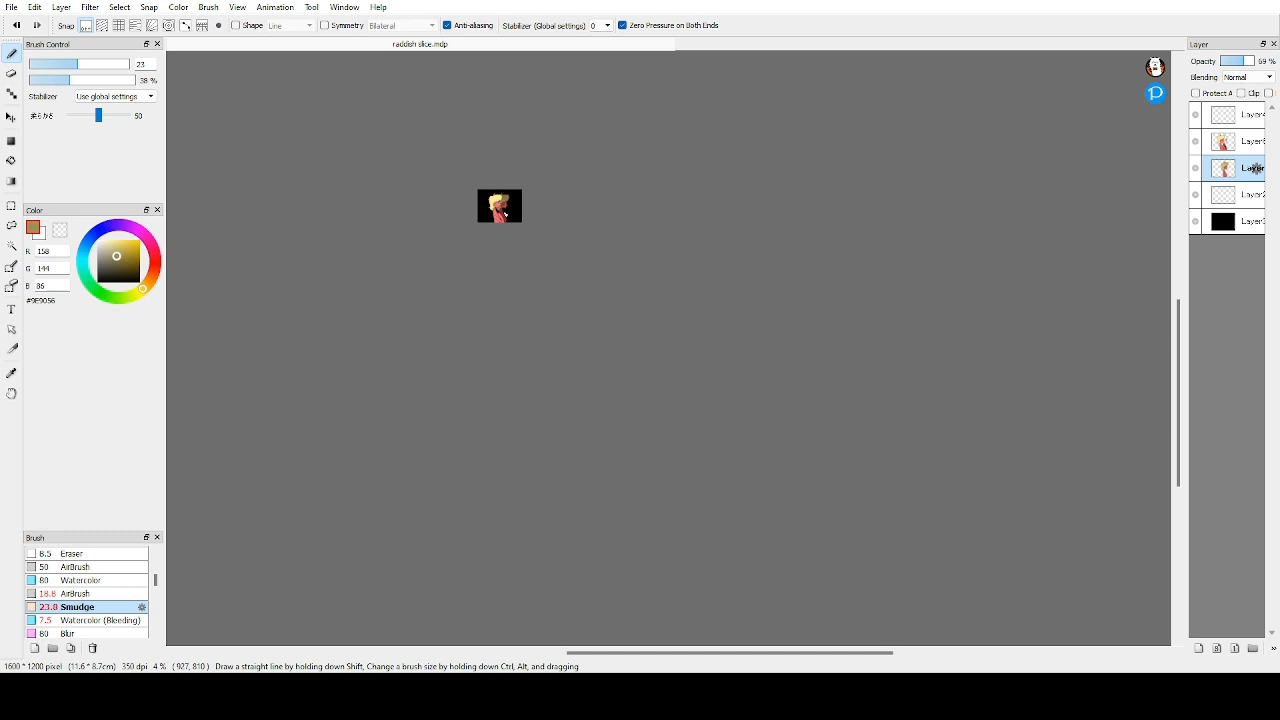 File Edit Layer Filter Select Snap Color Brush View Animation Tool Window Help
Snap Shape Line Symmetry Bilateral Anti-aliasing Stabilizer (Global settings) 0 Zero Pressure on Both Ends
Brush Control
raddish slice.mdp
Layer
23
38 %
Stabilizer Use global settings
柔らかさ 50
Opacity 69 %
Blending Normal
Protect A Clip
Color
R 158
G 144
B 86
#9E9056
Brush
8.5 Eraser
50 AirBrush
80 Watercolor
18.8 AirBrush
23.8 Smudge
7.5 Watercolor (Bleeding)
80 Blur
1600 * 1200 pixel (11.6 * 8.7cm) 350 dpi 4 % ( 927, 810 ) Draw a straight line by holding down Shift, Change a brush size by holding down Ctrl, Alt, and dragging